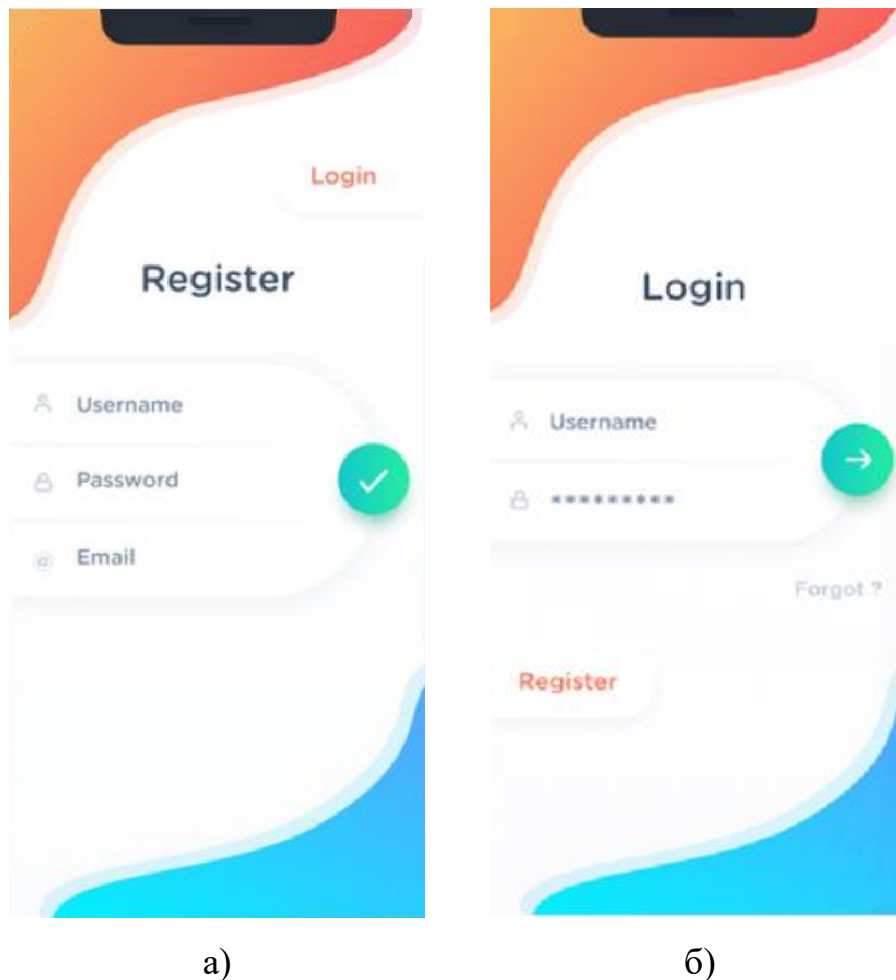 Login
Register
Username
Password
Email
Login
Username
*********
Forgot ?
Register
а)
б)